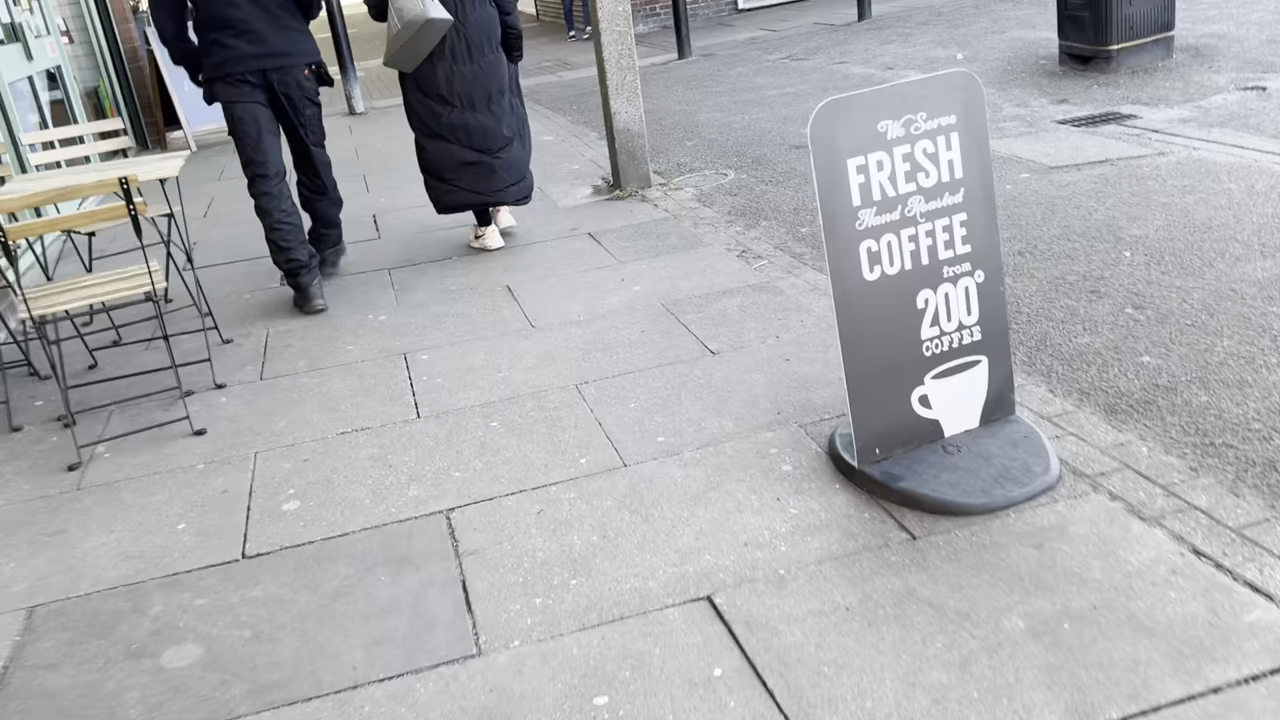 We Serve
FRESH
Hand Roasted
COFFEE
from
200°
COFFEE